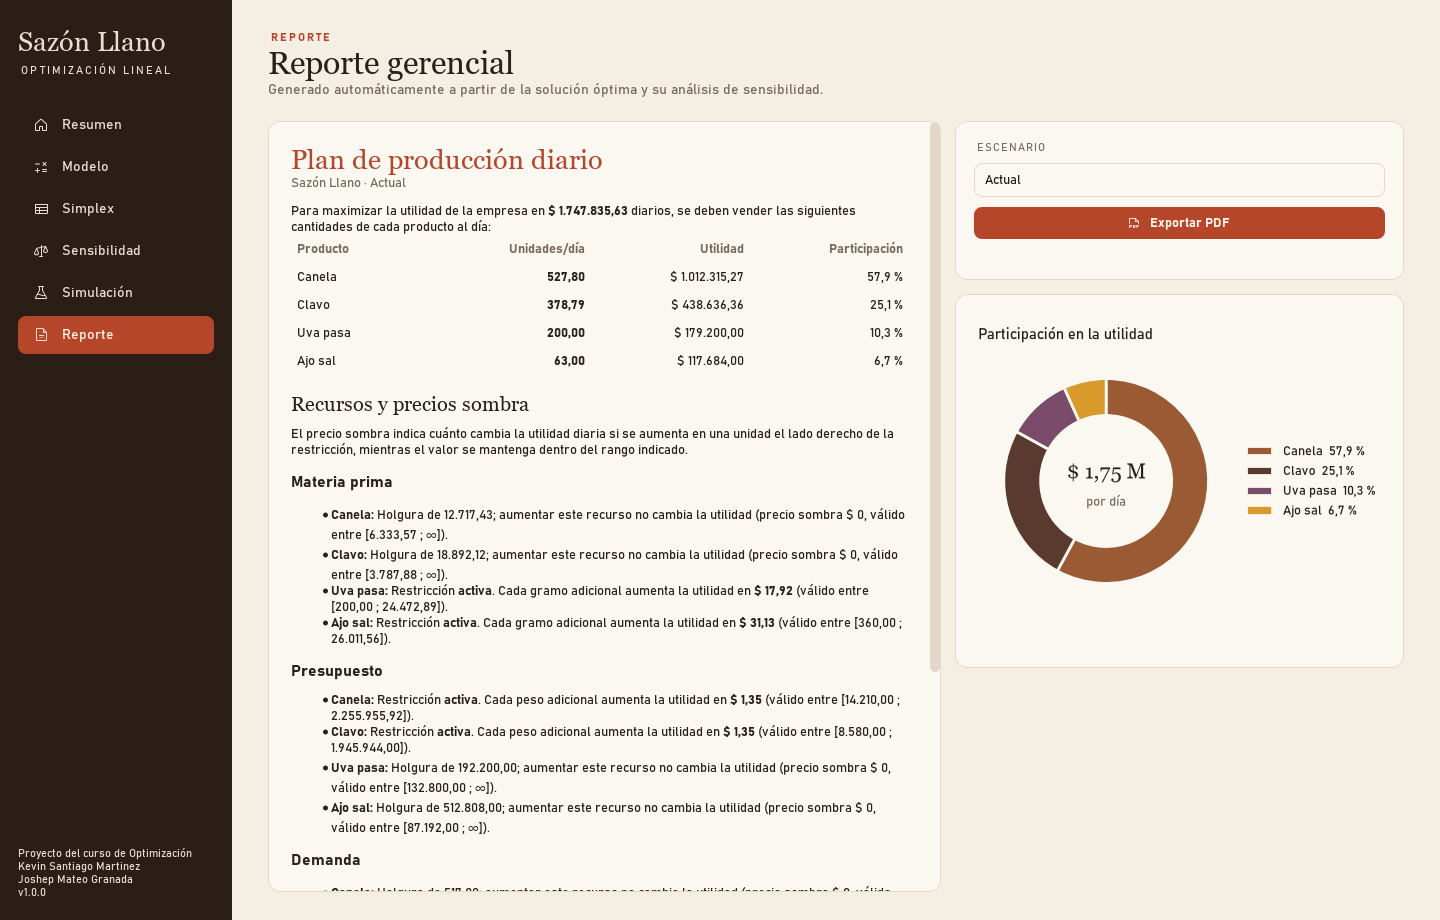 Sazón Llano
OPTIMIZACIÓN LINEAL
Resumen
Modelo
Simplex
Sensibilidad
Simulación
Reporte
Proyecto del curso de Optimización
Kevin Santiago Martinez
Joshep Mateo Granada
v1.0.0
REPORTE
Reporte gerencial
Generado automáticamente a partir de la solución óptima y su análisis de sensibilidad.
Plan de producción diario
Sazón Llano · Actual
Para maximizar la utilidad de la empresa en $ 1.747.835,63 diarios, se deben vender las siguientes
cantidades de cada producto al día:
Producto Unidades/día Utilidad Participación
Canela 527,80 $ 1.012.315,27 57,9 %
Clavo 378,79 $ 438.636,36 25,1 %
Uva pasa 200,00 $ 179.200,00 10,3 %
Ajo sal 63,00 $ 117.684,00 6,7 %
Recursos y precios sombra
El precio sombra indica cuánto cambia la utilidad diaria si se aumenta en una unidad el lado derecho de la
restricción, mientras el valor se mantenga dentro del rango indicado.
Materia prima
• Canela: Holgura de 12.717,43; aumentar este recurso no cambia la utilidad (precio sombra $ 0, válido
entre [6.333,57 ; ∞]).
• Clavo: Holgura de 18.892,12; aumentar este recurso no cambia la utilidad (precio sombra $ 0, válido
entre [3.787,88 ; ∞]).
• Uva pasa: Restricción activa. Cada gramo adicional aumenta la utilidad en $ 17,92 (válido entre
[200,00 ; 24.472,89]).
• Ajo sal: Restricción activa. Cada gramo adicional aumenta la utilidad en $ 31,13 (válido entre [360,00 ;
26.011,56]).
Presupuesto
• Canela: Restricción activa. Cada peso adicional aumenta la utilidad en $ 1,35 (válido entre [14.210,00 ;
2.255.955,92]).
• Clavo: Restricción activa. Cada peso adicional aumenta la utilidad en $ 1,35 (válido entre [8.580,00 ;
1.945.944,00]).
• Uva pasa: Holgura de 192.200,00; aumentar este recurso no cambia la utilidad (precio sombra $ 0,
válido entre [132.800,00 ; ∞]).
• Ajo sal: Holgura de 512.808,00; aumentar este recurso no cambia la utilidad (precio sombra $ 0,
válido entre [87.192,00 ; ∞]).
Demanda
• Canela: Holgura de 517,00; aumentar este recurso no cambia la utilidad (precio sombra $ 0, válido
ESCENARIO
Actual
Exportar PDF
Participación en la utilidad
$ 1,75 M
por día
Canela 57,9 %
Clavo 25,1 %
Uva pasa 10,3 %
Ajo sal 6,7 %